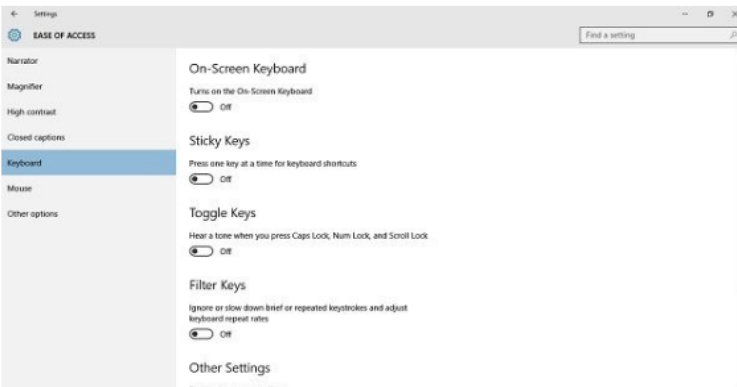 Settings
EASE OF ACCESS
Find a setting
Narrator
Magnifier
High contrast
Closed captions
Keyboard
Mouse
Other options
On-Screen Keyboard
Turns on the On-Screen Keyboard
Off
Sticky Keys
Press one key at a time for keyboard shortcuts
Off
Toggle Keys
Hear a tone when you press Caps Lock, Num Lock, and Scroll Lock
Off
Filter Keys
Ignore or slow down brief or repeated keystrokes and adjust
keyboard repeat rates
Off
Other Settings